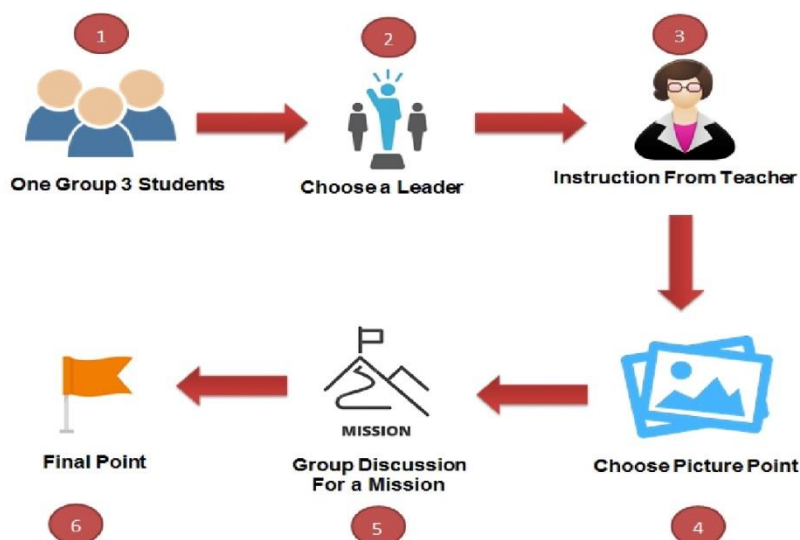 1
2
3
One Group 3 Students
Choose a Leader
Instruction From Teacher
MISSION
Final Point
Group Discussion
For a Mission
Choose Picture Point
6
5
4